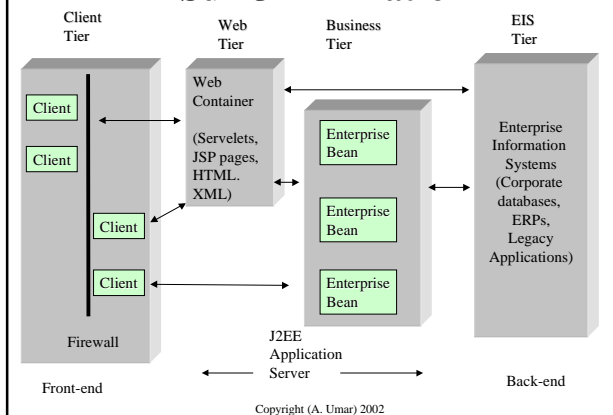 Client
Tier
Web
Tier
Business
Tier
EIS
Tier
Client
Client
Client
Client
Firewall
Web
Container
(Servelets,
JSP pages,
HTML.
XML)
Enterprise
Bean
Enterprise
Bean
Enterprise
Bean
Enterprise
Information
Systems
(Corporate
databases,
ERPs,
Legacy
Applications)
J2EE
Application
Server
Front-end
Back-end
Copyright (A. Umar) 2002